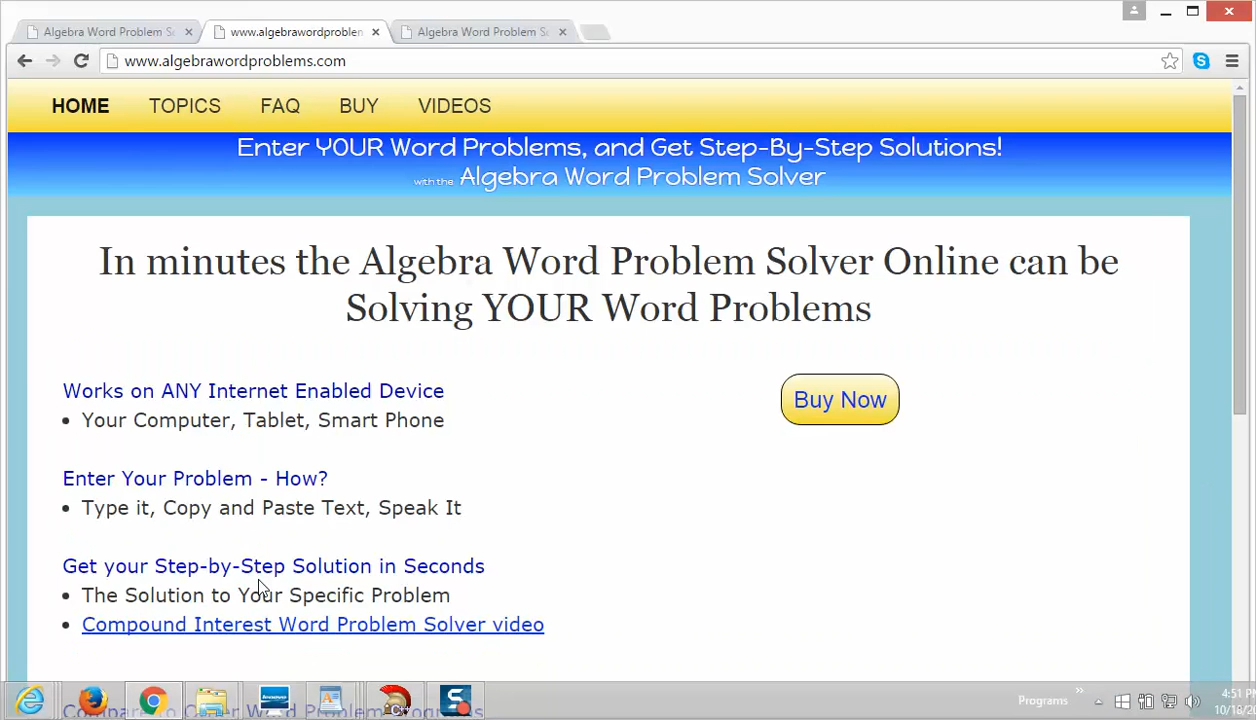 Algebra Word Problem S
www.algebrawordproblen
Algebra Word Problem S
www.algebrawordproblems.com
HOME TOPICS FAQ BUY VIDEOS
Enter YOUR Word Problems, and Get Step-By-Step Solutions!
with the Algebra Word Problem Solver
In minutes the Algebra Word Problem Solver Online can be
Solving YOUR Word Problems
Works on ANY Internet Enabled Device
• Your Computer, Tablet, Smart Phone
Buy Now
Enter Your Problem - How?
• Type it, Copy and Paste Text, Speak It
Get your Step-by-Step Solution in Seconds
• The Solution to Your Specific Problem
• Compound Interest Word Problem Solver video
Programs
4:51
10/18/2